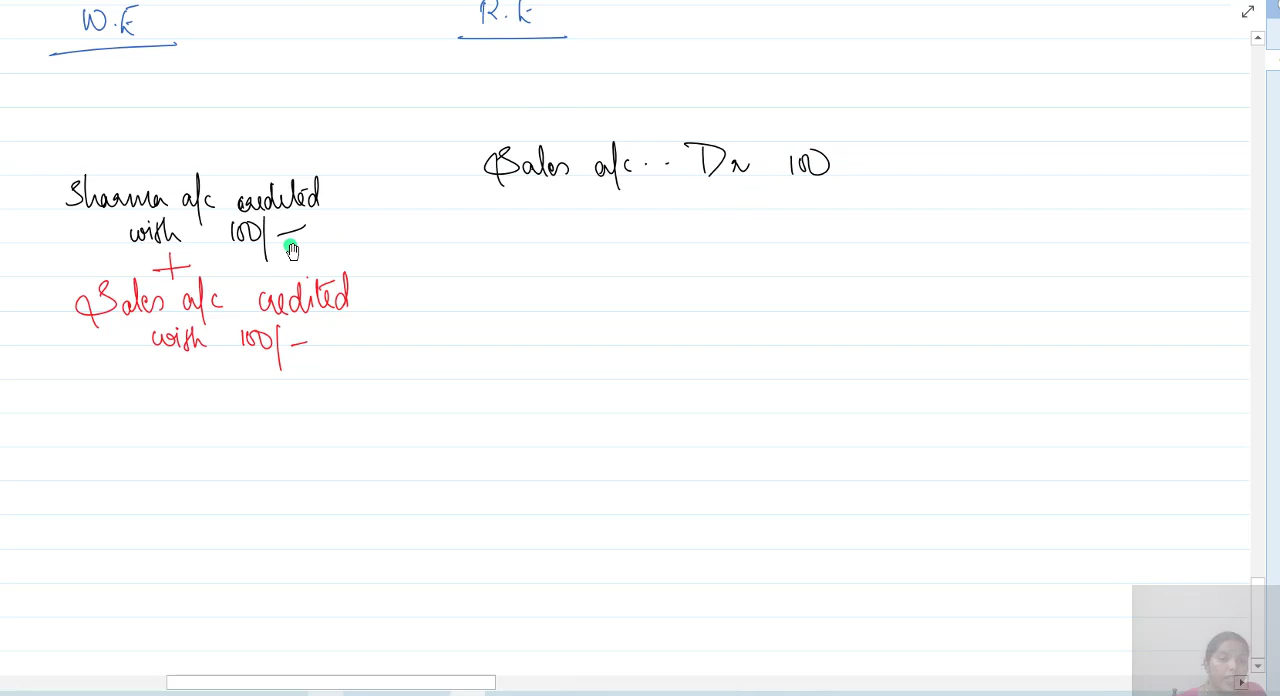 W.E
R.E
Sales a/c.. Dr 100
Sharma a/c credited
with 100/-
+
Sales a/c credited
with 100/-